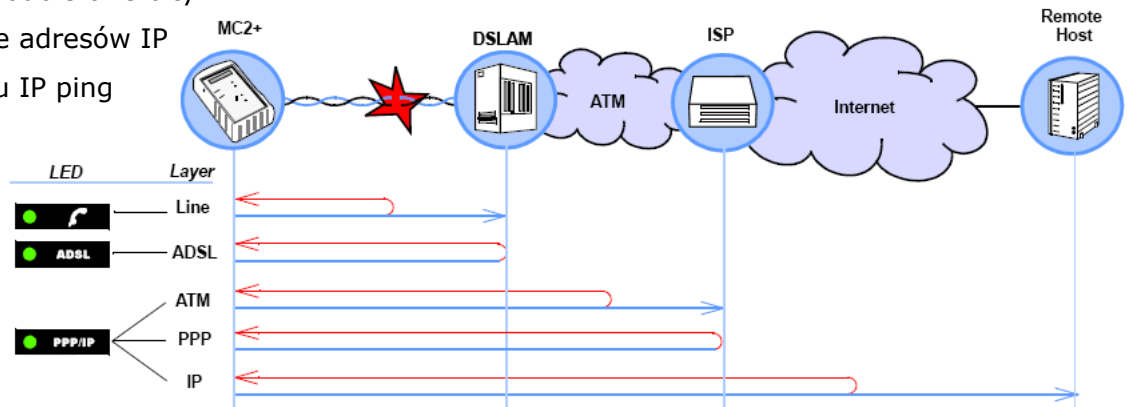 e adresów IP
u IP ping
MC2+
DSLAM
ISP
Remote
Host
ATM
Internet
LED
Layer
Line
ADSL
ADSL
ATM
PPP/IP
PPP
IP